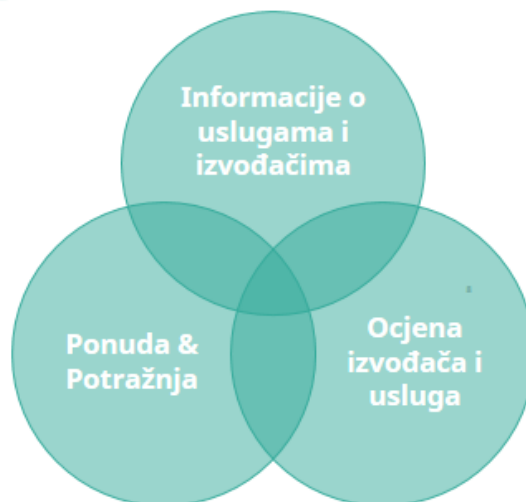 Informacije o
uslugama i
izvođačima
Ponuda &
Potražnja
Ocjena
izvođača i
usluga